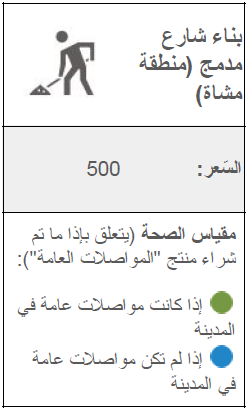 بناء شارع
مدمج (منطقة
مشاة)
السّعر: 500
مقياس الصحة (يتعلق بإذا ما تم
شراء منتج "المواصلات العامة"):
إذا كانت مواصلات عامة في
المدينة
إذا لم تكن مواصلات عامة
في المدينة